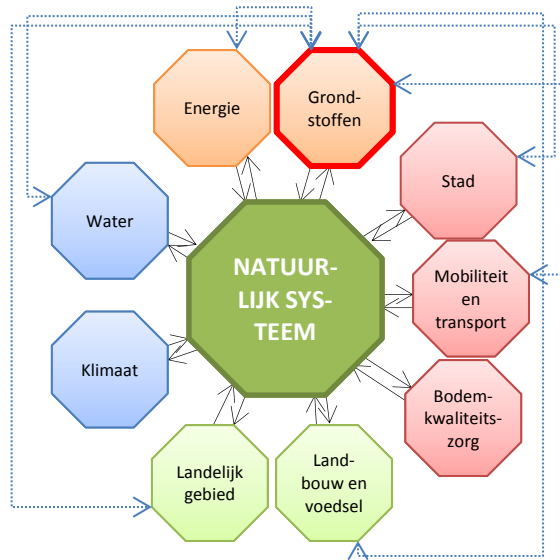 Energie
Grond-
stoffen
Stad
Water
NATUUR-
LIJK SYS-
TEEM
Mobiliteit
en
transport
Klimaat
Bodem-
kwaliteits-
zorg
Landelijk
gebied
Land-
bouw en
voedsel